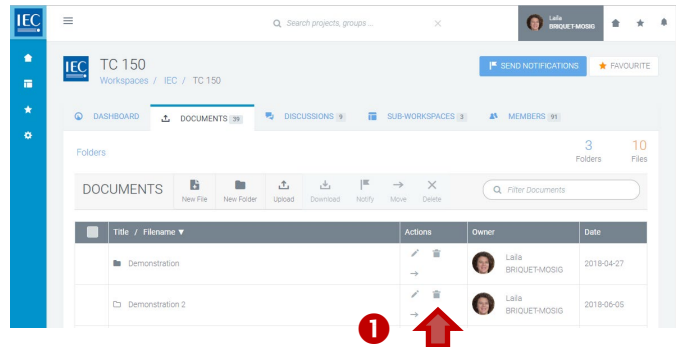 IEC
Search projects, groups ...
Laila
BRIQUET-MOSIG
IEC
TC 150
Workspaces / IEC / TC 150
SEND NOTIFICATIONS
FAVOURITE
DASHBOARD
DOCUMENTS 39
DISCUSSIONS 9
SUB-WORKSPACES 3
MEMBERS 91
Folders
3
Folders
10
Files
DOCUMENTS
New File
New Folder
Upload
Download
Notify
Move
Delete
Filter Documents
Title / Filename
Actions
Owner
Date
Demonstration
Laila
BRIQUET-MOSIG
2018-04-27
Demonstration 2
Laila
BRIQUET-MOSIG
2018-06-05
1